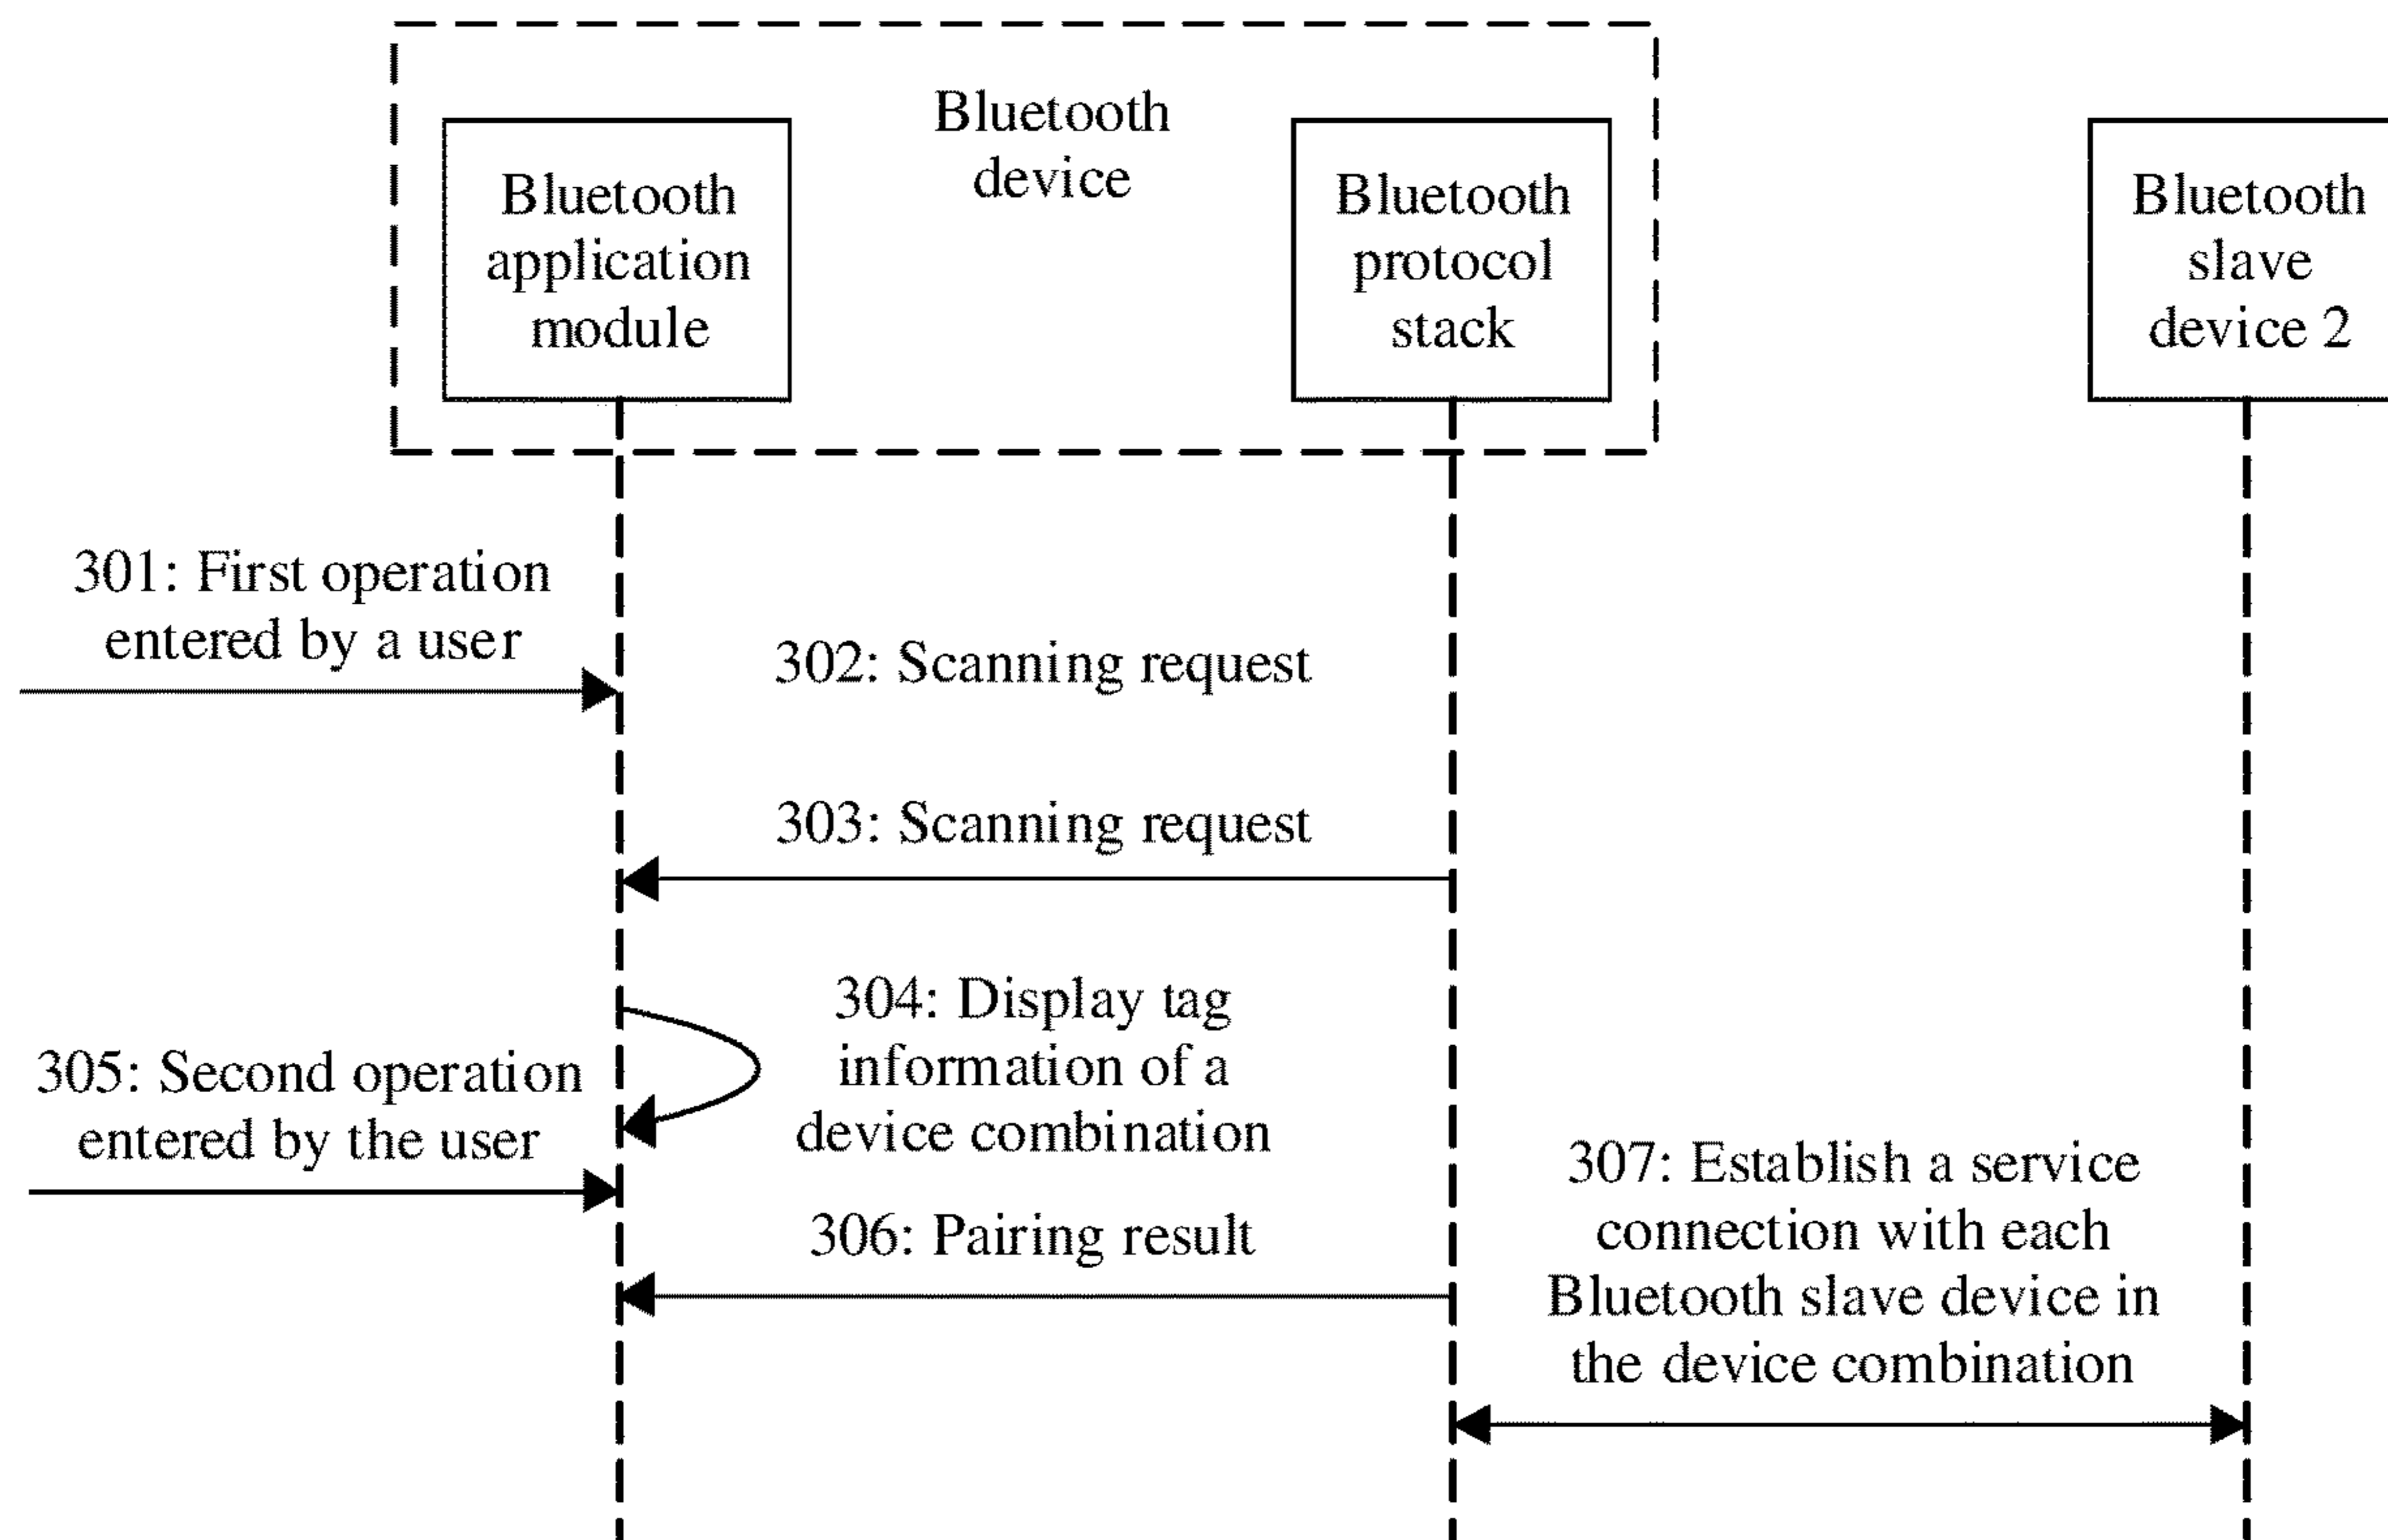 Bluetooth
device
Bluetooth
application
module
Bluetooth
protocol
stack
Bluetooth
slave
device 2
301: First operation
entered by a user
302: Scanning request
303: Scanning request
304: Display tag
information of a
device combination
305: Second operation
entered by the user
306: Pairing result
307: Establish a service
connection with each
Bluetooth slave device in
the device combination